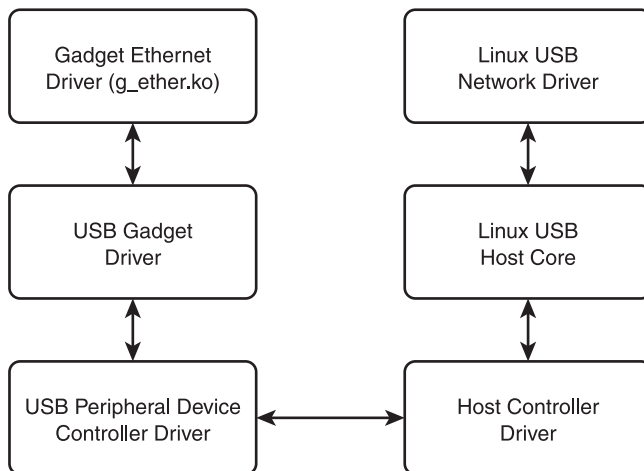 Gadget Ethernet
Driver (g_ether.ko)
Linux USB
Network Driver
USB Gadget
Driver
Linux USB
Host Core
USB Peripheral Device
Controller Driver
Host Controller
Driver